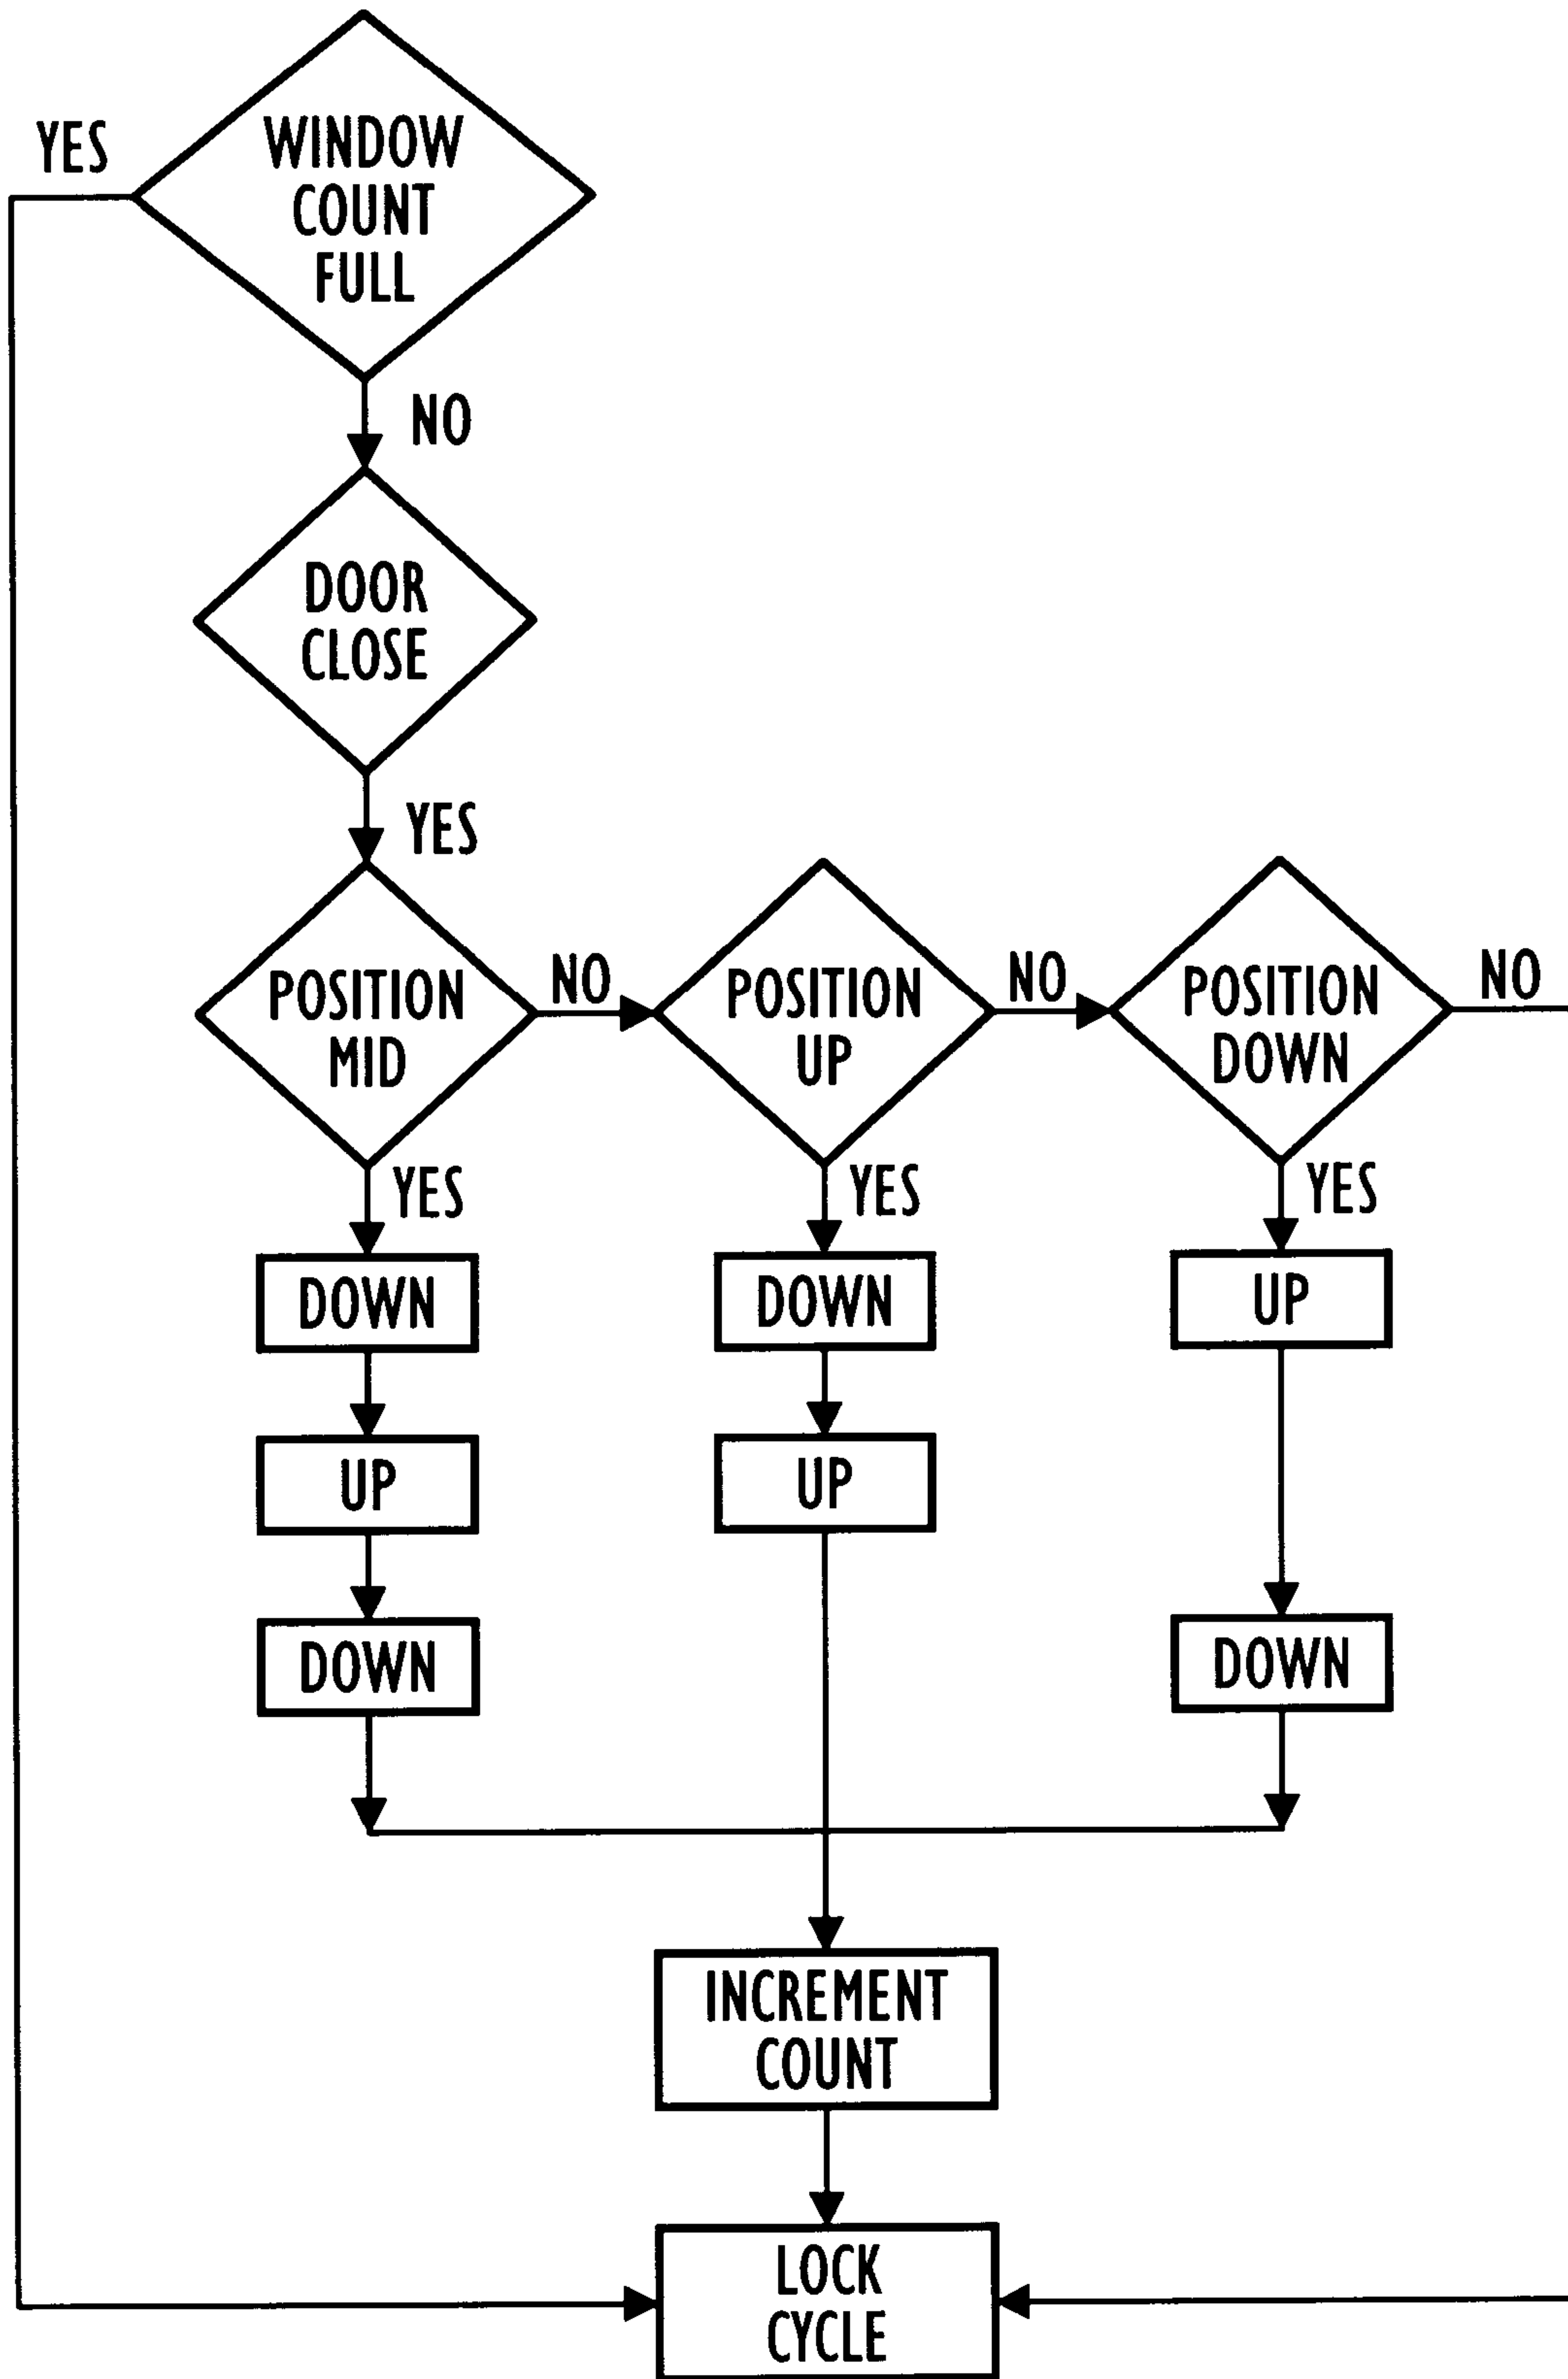 YES
WINDOW
COUNT
FULL
NO
DOOR
CLOSE
YES
POSITION
MID
NO
POSITION
UP
NO
POSITION
DOWN
NO
YES
YES
YES
DOWN
DOWN
UP
UP
UP
DOWN
DOWN
INCREMENT
COUNT
LOCK
CYCLE